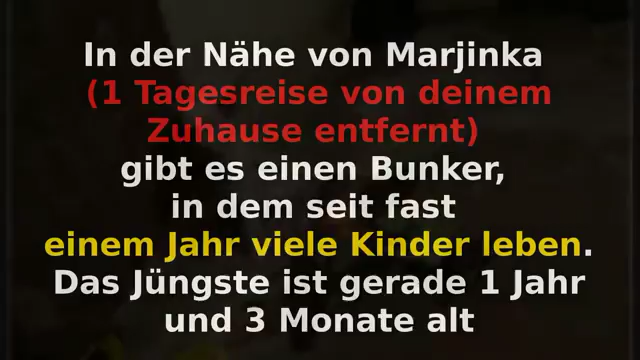 In der Nähe von Marjinka
(1 Tagesreise von deinem
Zuhause entfernt)
gibt es einen Bunker,
in dem seit fast
einem Jahr viele Kinder leben.
Das Jüngste ist gerade 1 Jahr
und 3 Monate alt